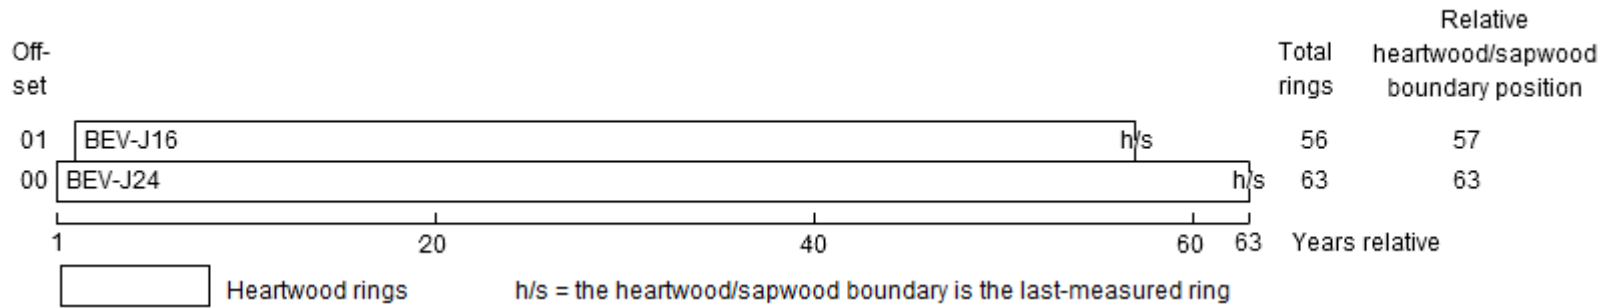 Off-
set
Total
rings
Relative
heartwood/sapwood
boundary position
01 BEV-J16 h/s 56 57
00 BEV-J24 h/s 63 63
1 20 40 60 63 Years relative
Heartwood rings h/s = the heartwood/sapwood boundary is the last-measured ring